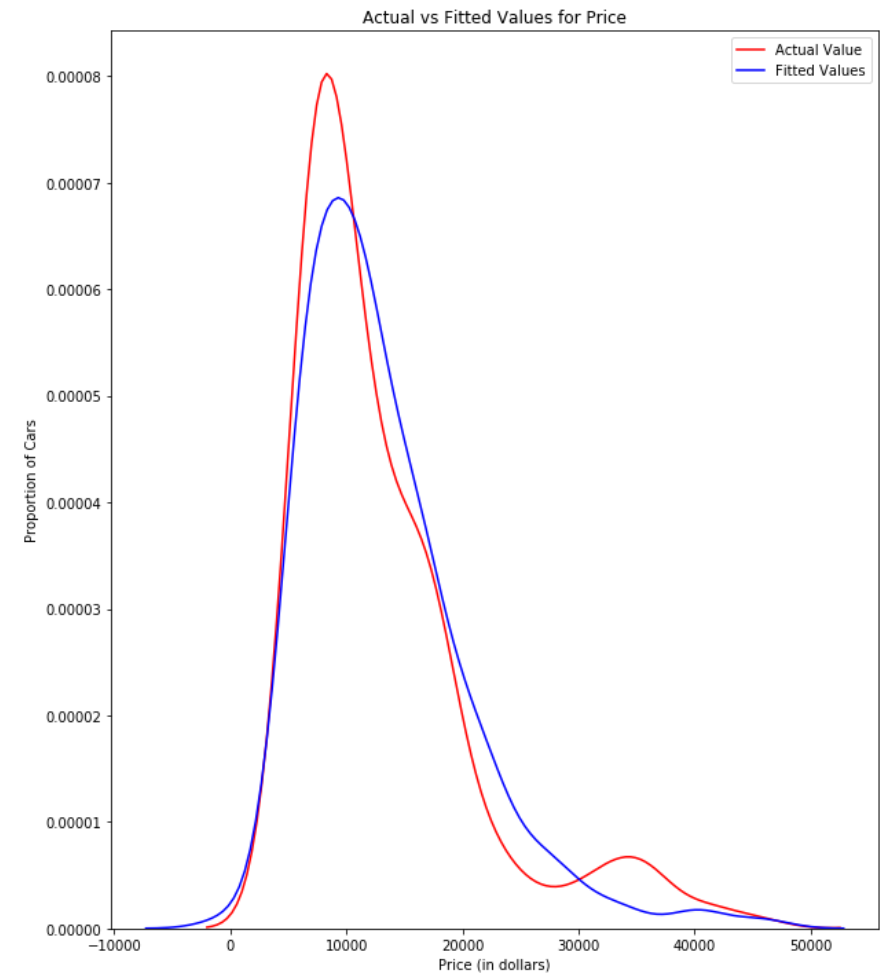 Actual vs Fitted Values for Price
Actual Value
Fitted Values
0.00008
0.00007
0.00006
0.00005
0.00004
0.00003
0.00002
0.00001
0.00000
Proportion of Cars
−10000 0 10000 20000 30000 40000 50000
Price (in dollars)